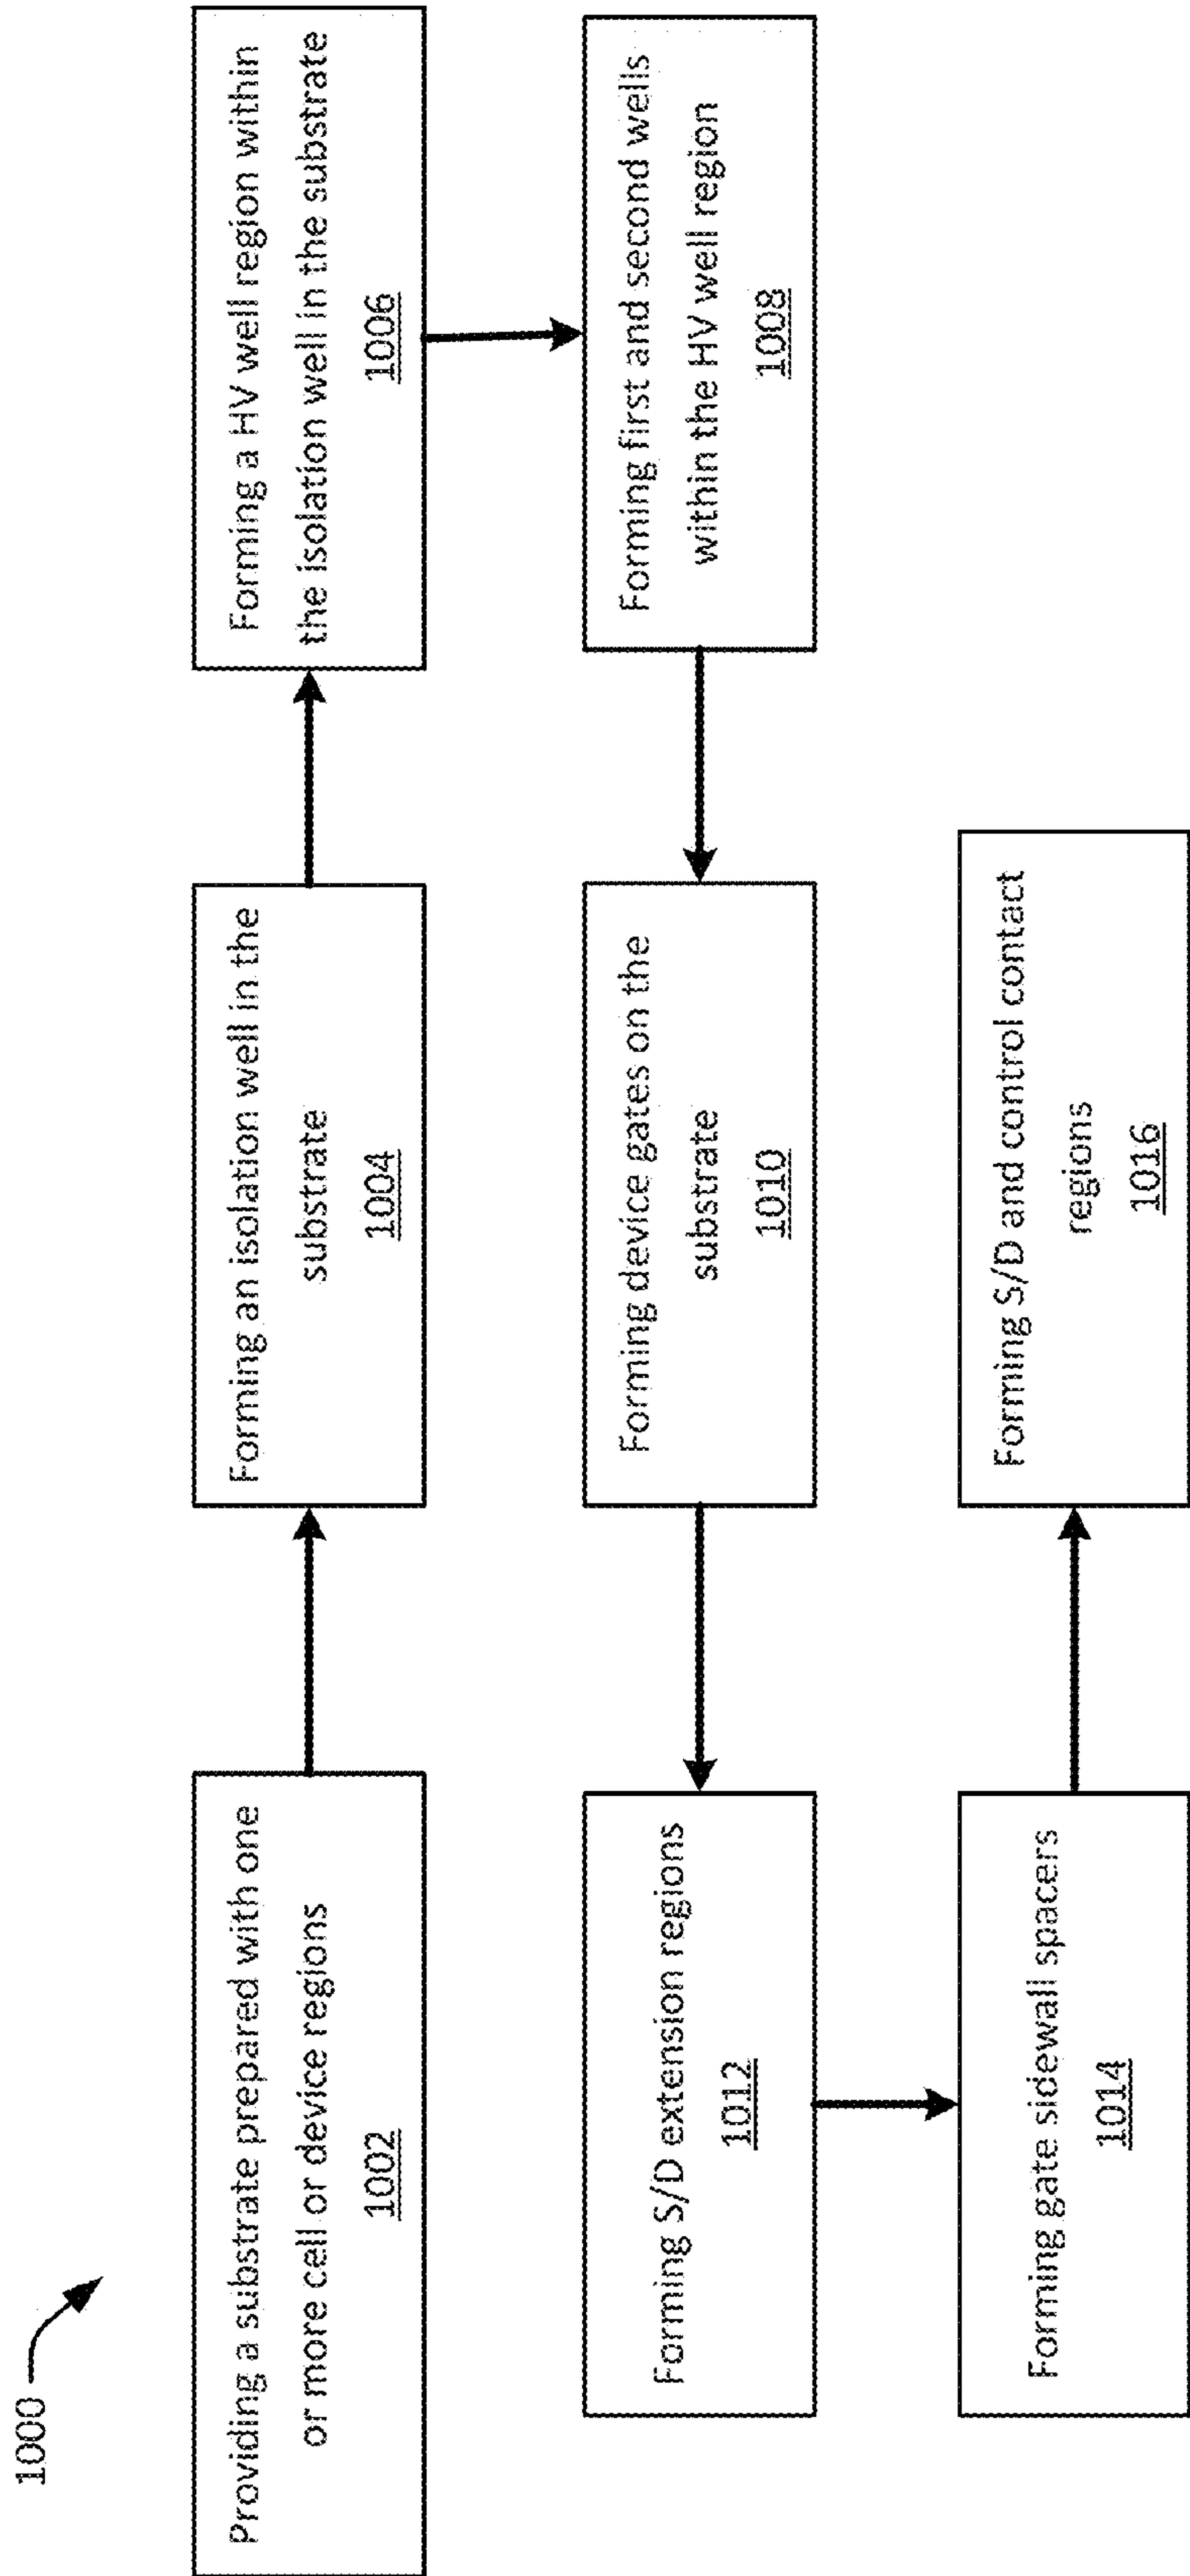 1000
Providing a substrate prepared with one
or more cell or device regions
1002
Forming an isolation well in the
substrate
1004
Forming a HV well region within
the isolation well in the substrate
1006
Forming first and second wells
within the HV well region
1008
Forming device gates on the
substrate
1010
Forming S/D extension regions
1012
Forming gate sidewall spacers
1014
Forming S/D and control contact
regions
1016